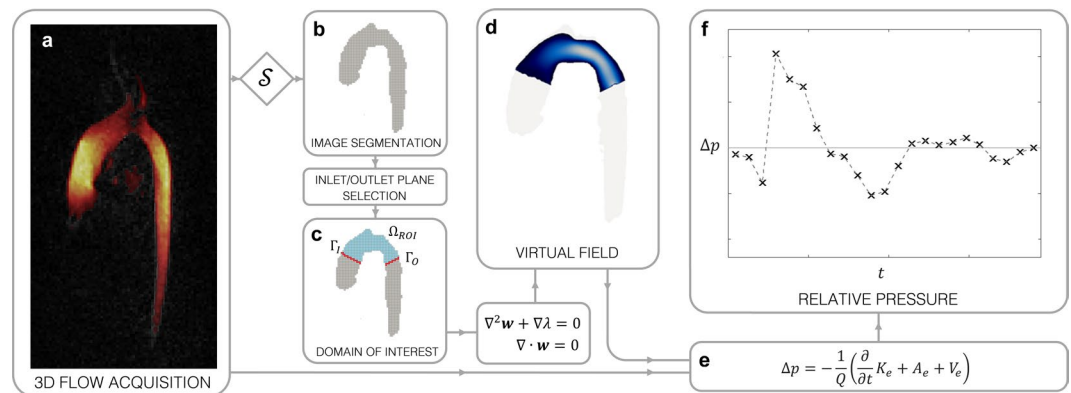 a
3D FLOW ACQUISITION
S
b
IMAGE SEGMENTATION
INLET/OUTLET PLANE
SELECTION
c
Γ_I
Ω_ROI
Γ_O
DOMAIN OF INTEREST
∇²w + ∇λ = 0
∇ · w = 0
d
VIRTUAL FIELD
e
Δp = −1/Q(∂/∂t K_e + A_e + V_e)
f
Δp
t
RELATIVE PRESSURE